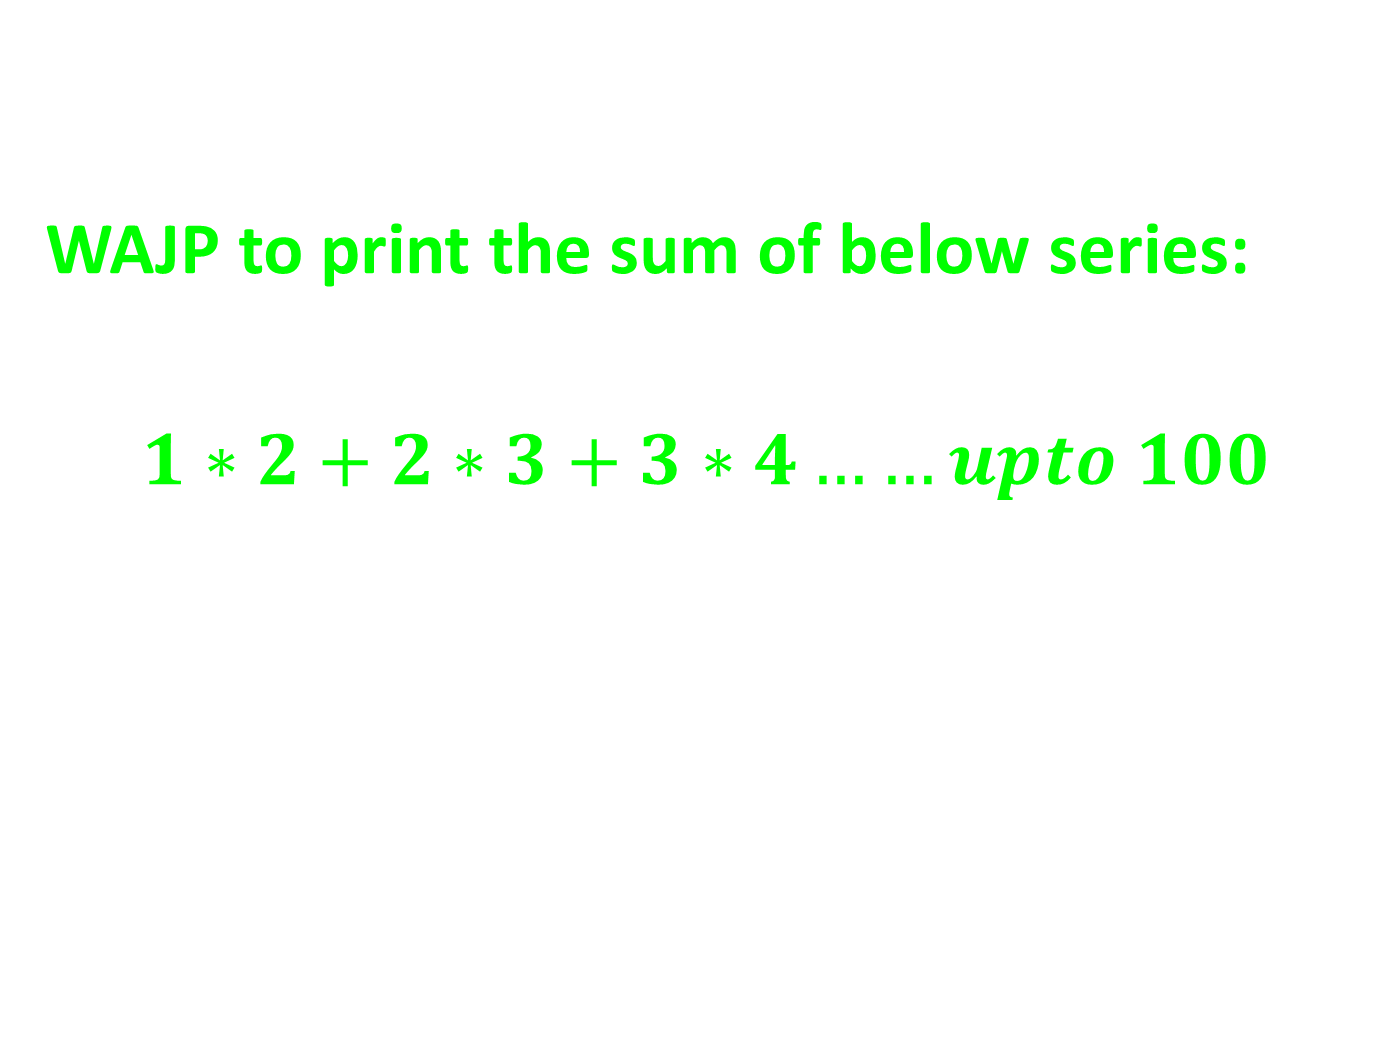 WAJP to print the sum of below series:
1 * 2 + 2 * 3 + 3 * 4 … … upto 100